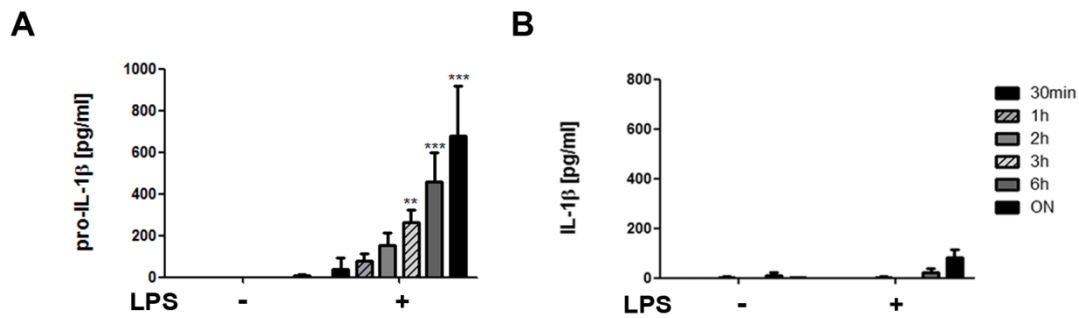 A
pro-IL-1β [pg/ml]
1000
800
600
400
200
0
**
***
***
LPS
-
+
B
IL-1β [pg/ml]
800
600
400
200
0
LPS
-
+
30min
1h
2h
3h
6h
ON